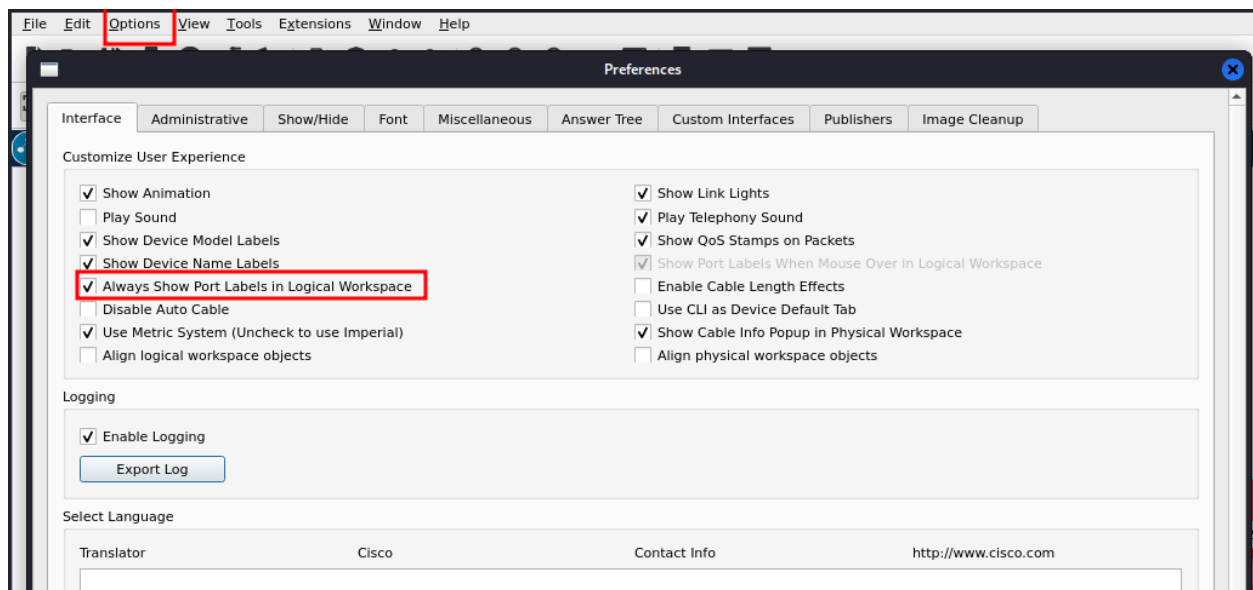 File Edit Options View Tools Extensions Window Help
Preferences
Interface Administrative Show/Hide Font Miscellaneous Answer Tree Custom Interfaces Publishers Image Cleanup
Customize User Experience
Show Animation
Show Link Lights
Play Sound
Play Telephony Sound
Show Device Model Labels
Show QoS Stamps on Packets
Show Device Name Labels
Show Port Labels When Mouse Over in Logical Workspace
Always Show Port Labels in Logical Workspace
Enable Cable Length Effects
Disable Auto Cable
Use CLI as Device Default Tab
Use Metric System (Uncheck to use Imperial)
Show Cable Info Popup in Physical Workspace
Align logical workspace objects
Align physical workspace objects
Logging
Enable Logging
Export Log
Select Language
Translator Cisco Contact Info http://www.cisco.com